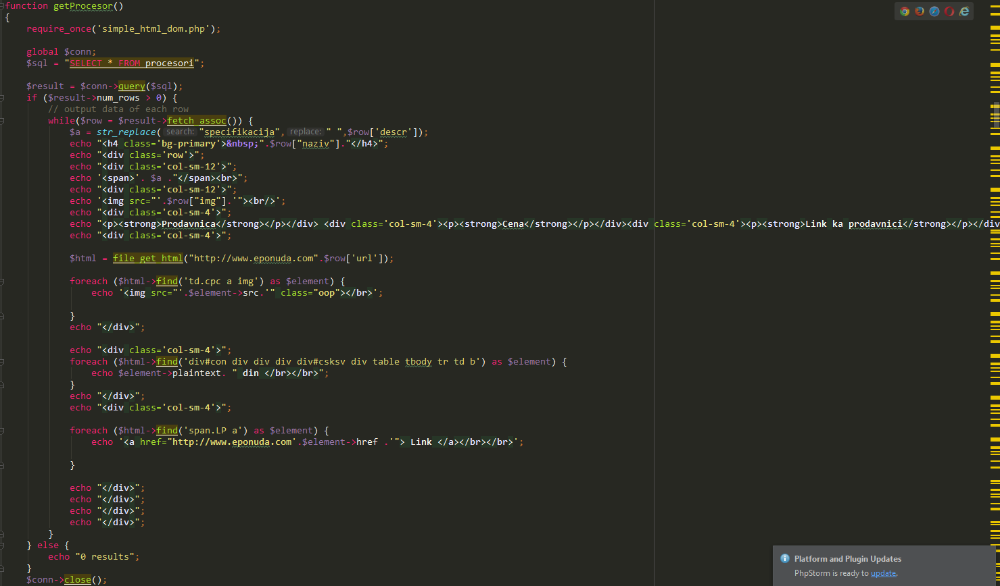 function getProcesor()
{
    require_once('simple_html_dom.php');
    global $conn;
    $sql = "SELECT * FROM procesori";
    $result = $conn->query($sql);
    if ($result->num_rows > 0) {
        // output data of each row
        while($row = $result->fetch_assoc()) {
            $a = str_replace( search: "specifikacija", replace: " ",$row['descr']);
            echo "<h4 class='bg-primary'>&nbsp;".$row["naziv"]."</h4>";
            echo "<div class='row'>";
            echo "<div class='col-sm-12'>";
            echo '<span>'. $a ."</span><br>";
            echo "<div class='col-sm-12'>";
            echo '<img src="'.$row["img"].'"><br/>';
            echo "<div class='col-sm-4'>";
            echo "<p><strong>Prodavnica</strong></p></div> <div class='col-sm-4'><p><strong>Cena</strong></p></div><div class='col-sm-4'><p><strong>Link ka prodavnici</strong></p></div
            echo "<div class='col-sm-4'>";
            $html = file_get_html("http://www.eponuda.com".$row['url']);
            foreach ($html->find('td.cpc a img') as $element) {
                echo '<img src="'.$element->src.'" class="oop"></br>';
            }
            echo "</div>";
            echo "<div class='col-sm-4'>";
            foreach ($html->find('div#con div div div div#csksv div table tbody tr td b') as $element) {
                echo $element->plaintext. " din </br></br>";
            }
            echo "</div>";
            echo "<div class='col-sm-4'>";
            foreach ($html->find('span.LP a') as $element) {
                echo '<a href="http://www.eponuda.com'.$element->href .'"> Link </a></br></br>';
            }
            echo "</div>";
            echo "</div>";
            echo "</div>";
            echo "</div>";
        }
    } else {
        echo "0 results";
    }
    $conn->close();
Platform and Plugin Updates
PhpStorm is ready to update.